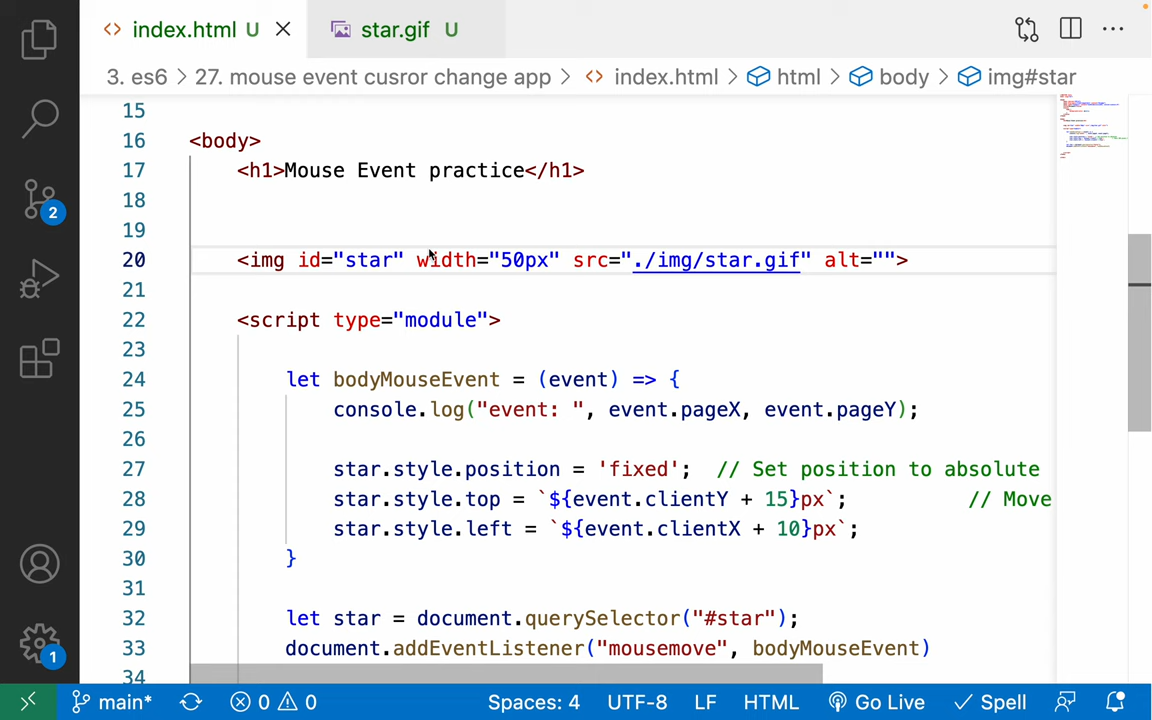 index.html U
star.gif U
3. es6 > 27. mouse event cusror change app > index.html > html > body > img#star
15
16 <body>
17 <h1>Mouse Event practice</h1>
18
19
20 <img id="star" width="50px" src="./img/star.gif" alt="">
21
22 <script type="module">
23
24 let bodyMouseEvent = (event) => {
25 console.log("event: ", event.pageX, event.pageY);
26
27 star.style.position = 'fixed'; // Set position to absolute
28 star.style.top = `${event.clientY + 15}px`; // Move
29 star.style.left = `${event.clientX + 10}px`;
30 }
31
32 let star = document.querySelector("#star");
33 document.addEventListener("mousemove", bodyMouseEvent)
34
2
1
main* 0 0 Spaces: 4 UTF-8 LF HTML Go Live Spell